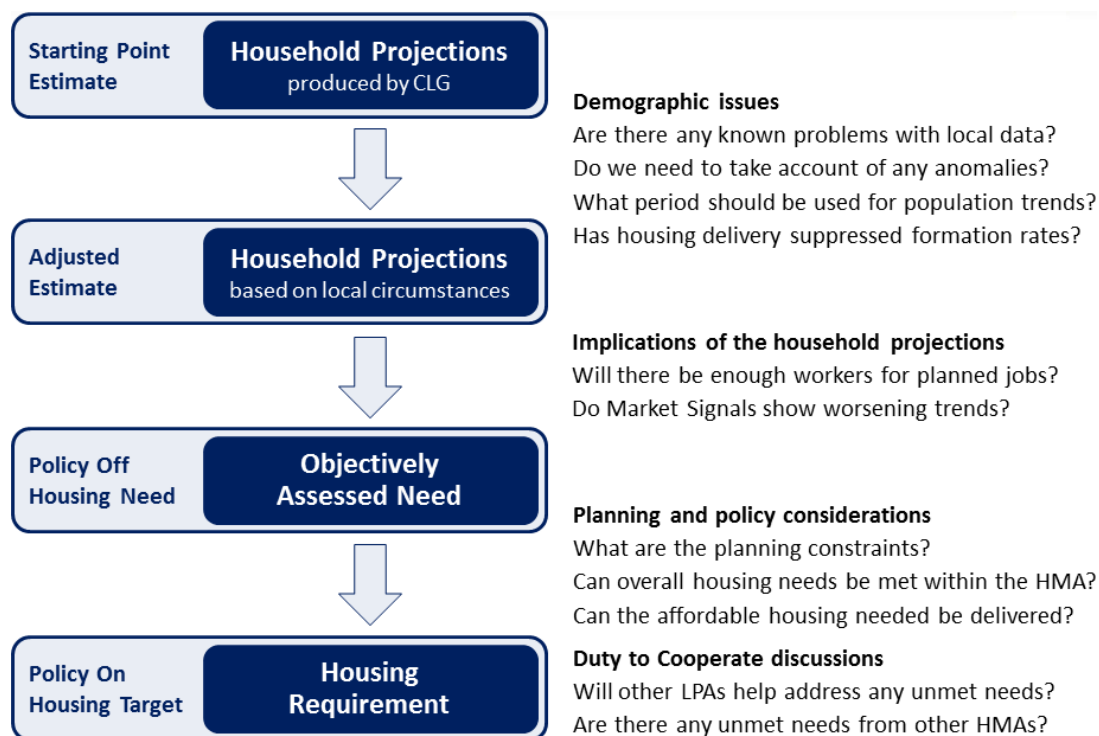 Starting Point
Estimate
Household Projections
produced by CLG
Demographic issues
Are there any known problems with local data?
Do we need to take account of any anomalies?
What period should be used for population trends?
Has housing delivery suppressed formation rates?
Adjusted
Estimate
Household Projections
based on local circumstances
Implications of the household projections
Will there be enough workers for planned jobs?
Do Market Signals show worsening trends?
Policy Off
Housing Need
Objectively
Assessed Need
Planning and policy considerations
What are the planning constraints?
Can overall housing needs be met within the HMA?
Can the affordable housing needed be delivered?
Policy On
Housing Target
Housing
Requirement
Duty to Cooperate discussions
Will other LPAs help address any unmet needs?
Are there any unmet needs from other HMAs?